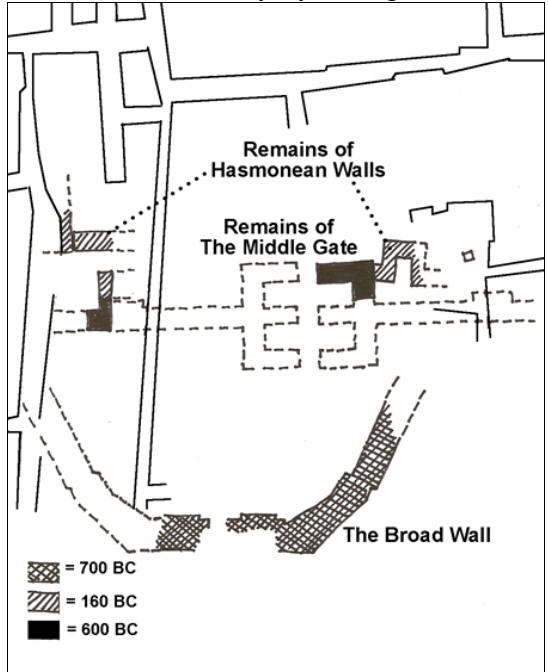 Remains of
Hasmonean Walls
Remains of
The Middle Gate
The Broad Wall
= 700 BC
= 160 BC
= 600 BC